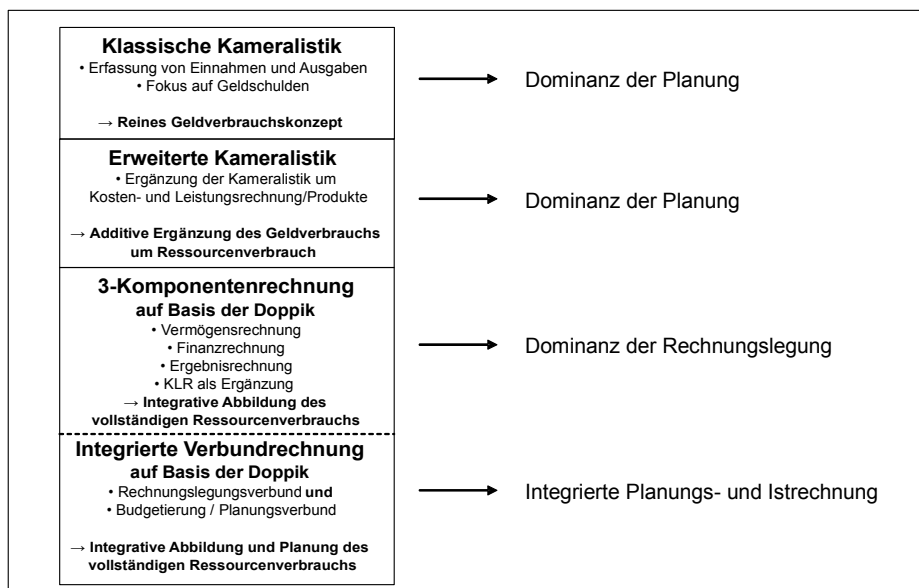 Klassische Kameralistik
• Erfassung von Einnahmen und Ausgaben
• Fokus auf Geldschulden
→ Reines Geldverbrauchskonzept
Dominanz der Planung
Erweiterte Kameralistik
• Ergänzung der Kameralistik um
Kosten- und Leistungsrechnung/Produkte
→ Additive Ergänzung des Geldverbrauchs
um Ressourcenverbrauch
Dominanz der Planung
3-Komponentenrechnung
auf Basis der Doppik
• Vermögensrechnung
• Finanzrechnung
• Ergebnisrechnung
• KLR als Ergänzung
→ Integrative Abbildung des
vollständigen Ressourcenverbrauchs
Dominanz der Rechnungslegung
Integrierte Verbundrechnung
auf Basis der Doppik
• Rechnungslegungsverbund und
• Budgetierung / Planungsverbund
→ Integrative Abbildung und Planung des
vollständigen Ressourcenverbrauchs
Integrierte Planungs- und Istrechnung